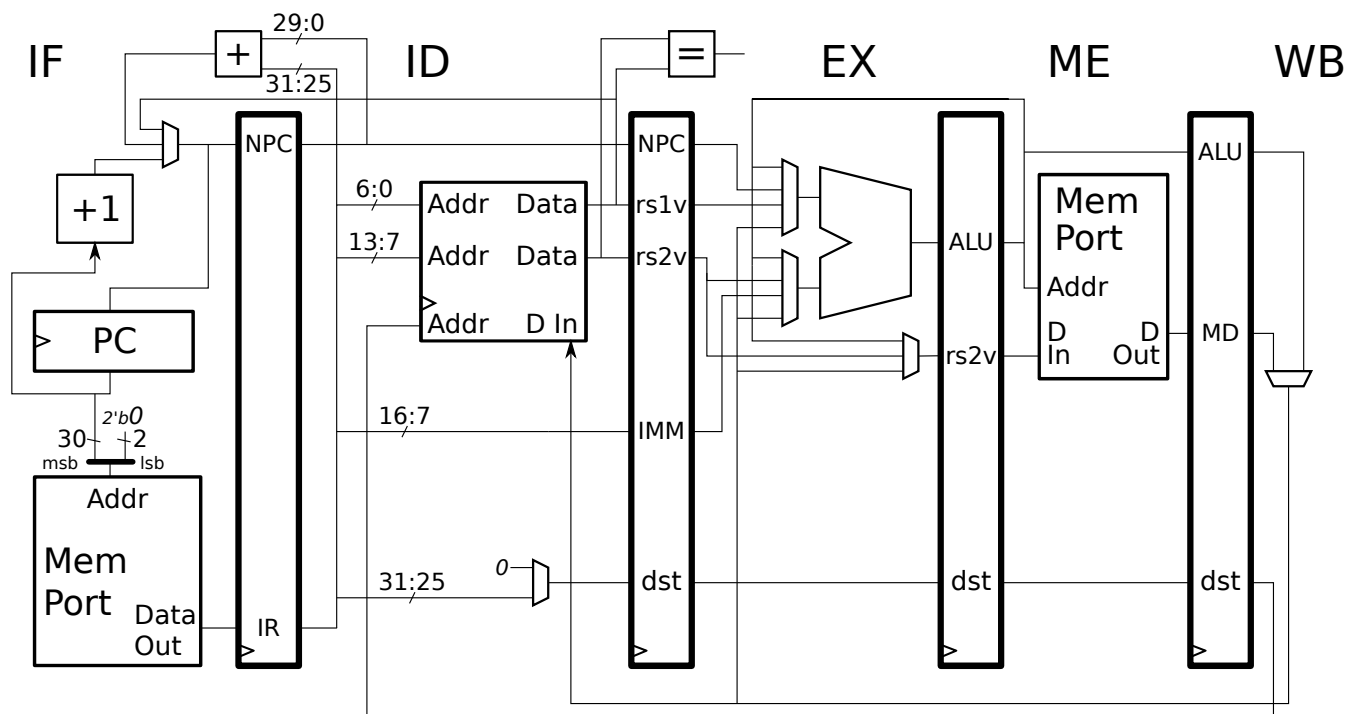 IF
ID
EX
ME
WB
29:0
+
31:25
=
NPC
+1
PC
2'b0
30
2
msb
lsb
Addr
Mem
Port
Data
Out
IR
6:0
Addr
Data
13:7
Addr
Data
Addr
D In
16:7
0
31:25
NPC
rs1v
rs2v
IMM
dst
ALU
rs2v
dst
Mem
Port
Addr
D
In
D
Out
ALU
MD
dst